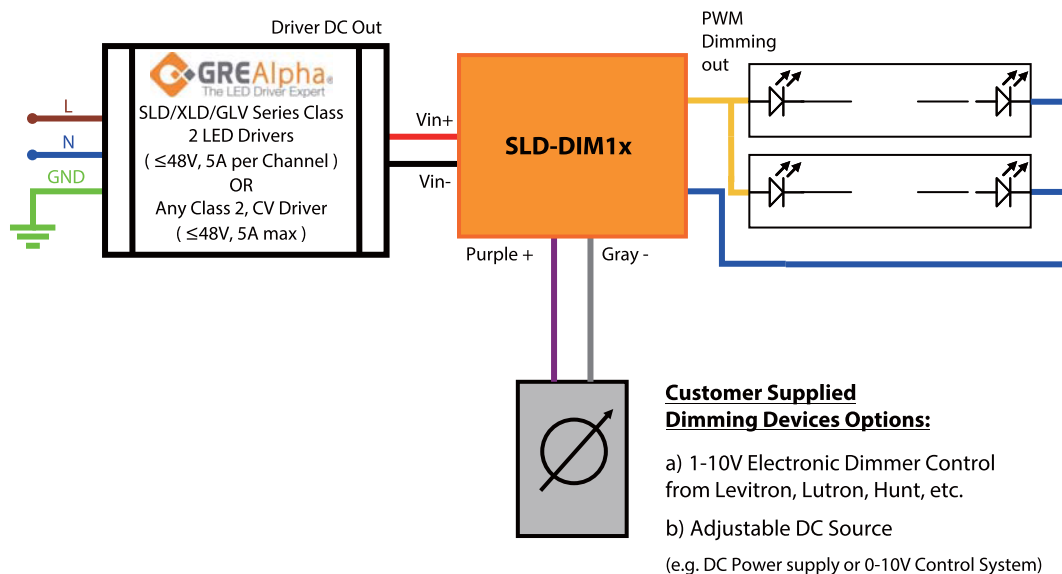 Driver DC Out
PWM
Dimming
out
GREAlpha®
The LED Driver Expert
SLD/XLD/GLV Series Class
2 LED Drivers
( ≤48V, 5A per Channel )
OR
Any Class 2, CV Driver
( ≤48V, 5A max )
L
N
GND
Vin+
Vin-
SLD-DIM1x
Purple +
Gray -
Customer Supplied
Dimming Devices Options:
a) 1-10V Electronic Dimmer Control
from Levitron, Lutron, Hunt, etc.
b) Adjustable DC Source
(e.g. DC Power supply or 0-10V Control System)